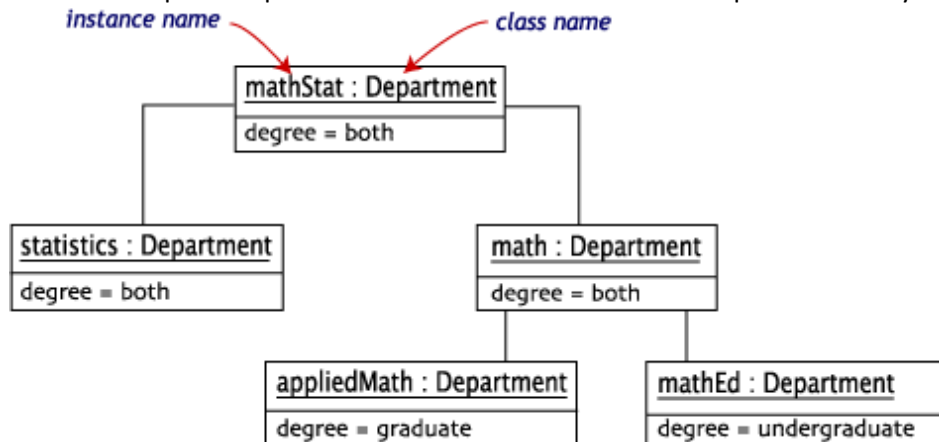 instance name
class name
mathStat : Department
degree = both
statistics : Department
degree = both
math : Department
degree = both
appliedMath : Department
degree = graduate
mathEd : Department
degree = undergraduate